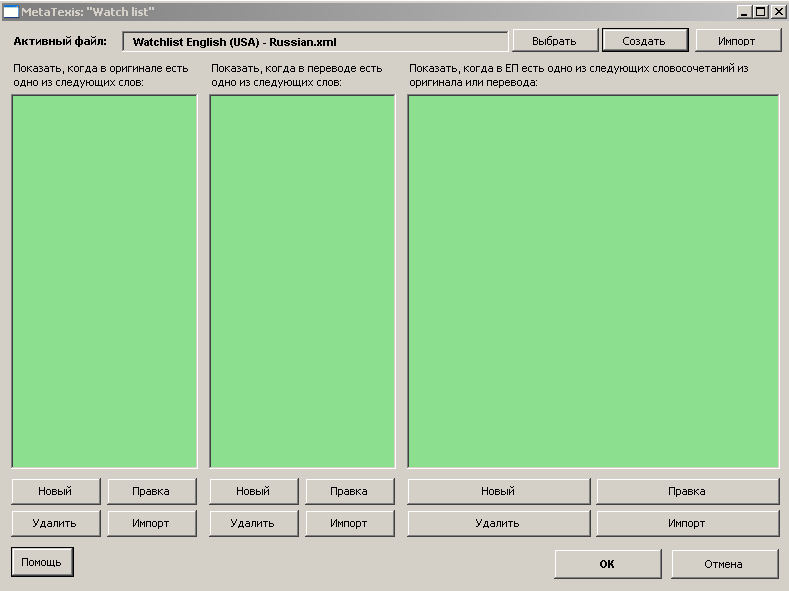 MetaTexis: "Watch list"
Активный файл: Watchlist English (USA) - Russian.xml Выбрать Создать Импорт
Показать, когда в оригинале есть
одно из следующих слов:
Показать, когда в переводе есть
одно из следующих слов:
Показать, когда в ЕП есть одно из следующих словосочетаний из
оригинала или перевода:
Новый Правка Новый Правка Новый Правка
Удалить Импорт Удалить Импорт Удалить Импорт
Помощь OK Отмена